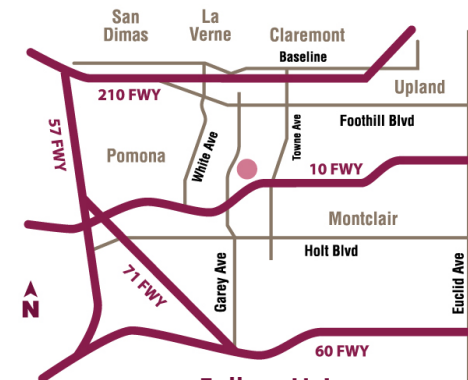 San
Dimas
La
Verne
Claremont
Baseline
Upland
210 FWY
Foothill Blvd
57 FWY
Towne Ave
White Ave
Pomona
10 FWY
Montclair
Holt Blvd
71 FWY
Garey Ave
Euclid Ave
N
60 FWY